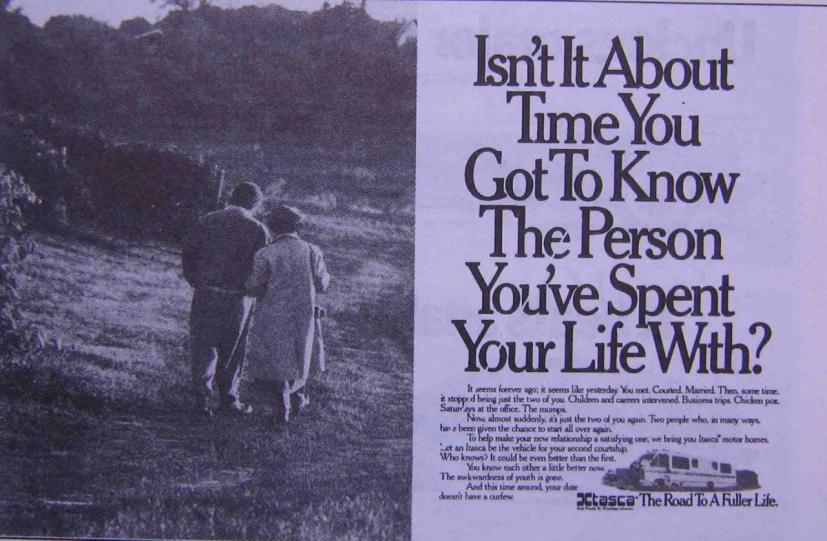 Isn't It About
Time You
Got To Know
The Person
You've Spent
Your Life With?
It seems forever ago; it seems like yesterday. You met. Courted. Married. Then, some time,
it stopped being just the two of you. Children and careers intervened. Business trips. Chicken pox.
Saturdays at the office. The mumps.
Now, almost suddenly, it's just the two of you again. Two people who, in many ways,
have been given the chance to start all over again.
To help make your new relationship a satisfying one, we bring you Itasca® motor homes.
Let an Itasca be the vehicle for your second courtship.
Who knows? It could be even better than the first.
You know each other a little better now.
The awkwardness of youth is gone.
And this time around, your date
doesn't have a curfew.
Itasca® The Road To A Fuller Life.